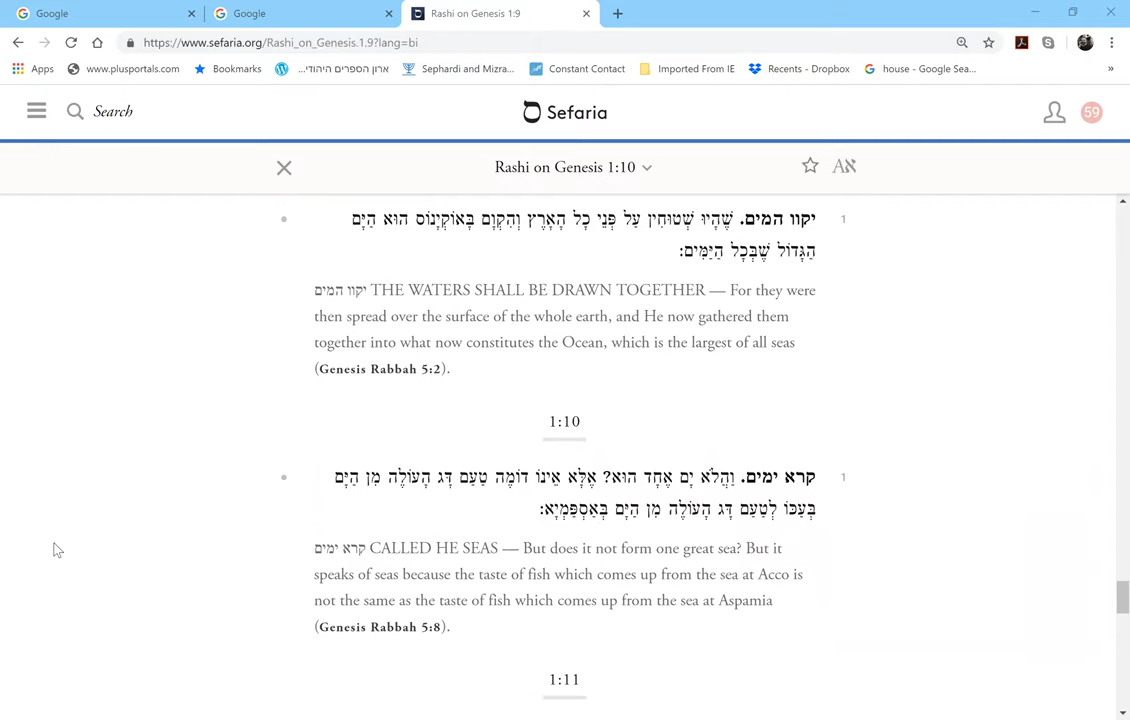 Google
Google
Rashi on Genesis 1:9
https://www.sefaria.org/Rashi_on_Genesis.1.9?lang=bi
Apps
www.plusportals.com
Bookmarks
ארון הספרים היהודי...
Sephardi and Mizra...
Constant Contact
Imported From IE
Recents - Dropbox
house - Google Sea...
»
Search
Sefaria
59
Rashi on Genesis 1:10
Aא
1
יקוו המים. שֶׁהָיוּ שְׁטוּחִין עַל פְּנֵי כָל הָאָרֶץ וְהִקְוָם בָּאוֹקְיָנוֹס הוּא הַיָּם
הַגָּדוֹל שֶׁבְּכָל הַיַּמִּים:
יקוו המים THE WATERS SHALL BE DRAWN TOGETHER — For they were
then spread over the surface of the whole earth, and He now gathered them
together into what now constitutes the Ocean, which is the largest of all seas
(Genesis Rabbah 5:2).
1:10
1
קרא ימים. וַהֲלֹא יָם אֶחָד הוּא? אֶלָּא אֵינוֹ דוֹמֶה טַעַם דָּג הָעוֹלֶה מִן הַיָּם
בְּעַכּוֹ לְטַעַם דָּג הָעוֹלֶה מִן הַיָּם בְּאַסְפַּמְיָא:
קרא ימים CALLED HE SEAS — But does it not form one great sea? But it
speaks of seas because the taste of fish which comes up from the sea at Acco is
not the same as the taste of fish which comes up from the sea at Aspamia
(Genesis Rabbah 5:8).
1:11